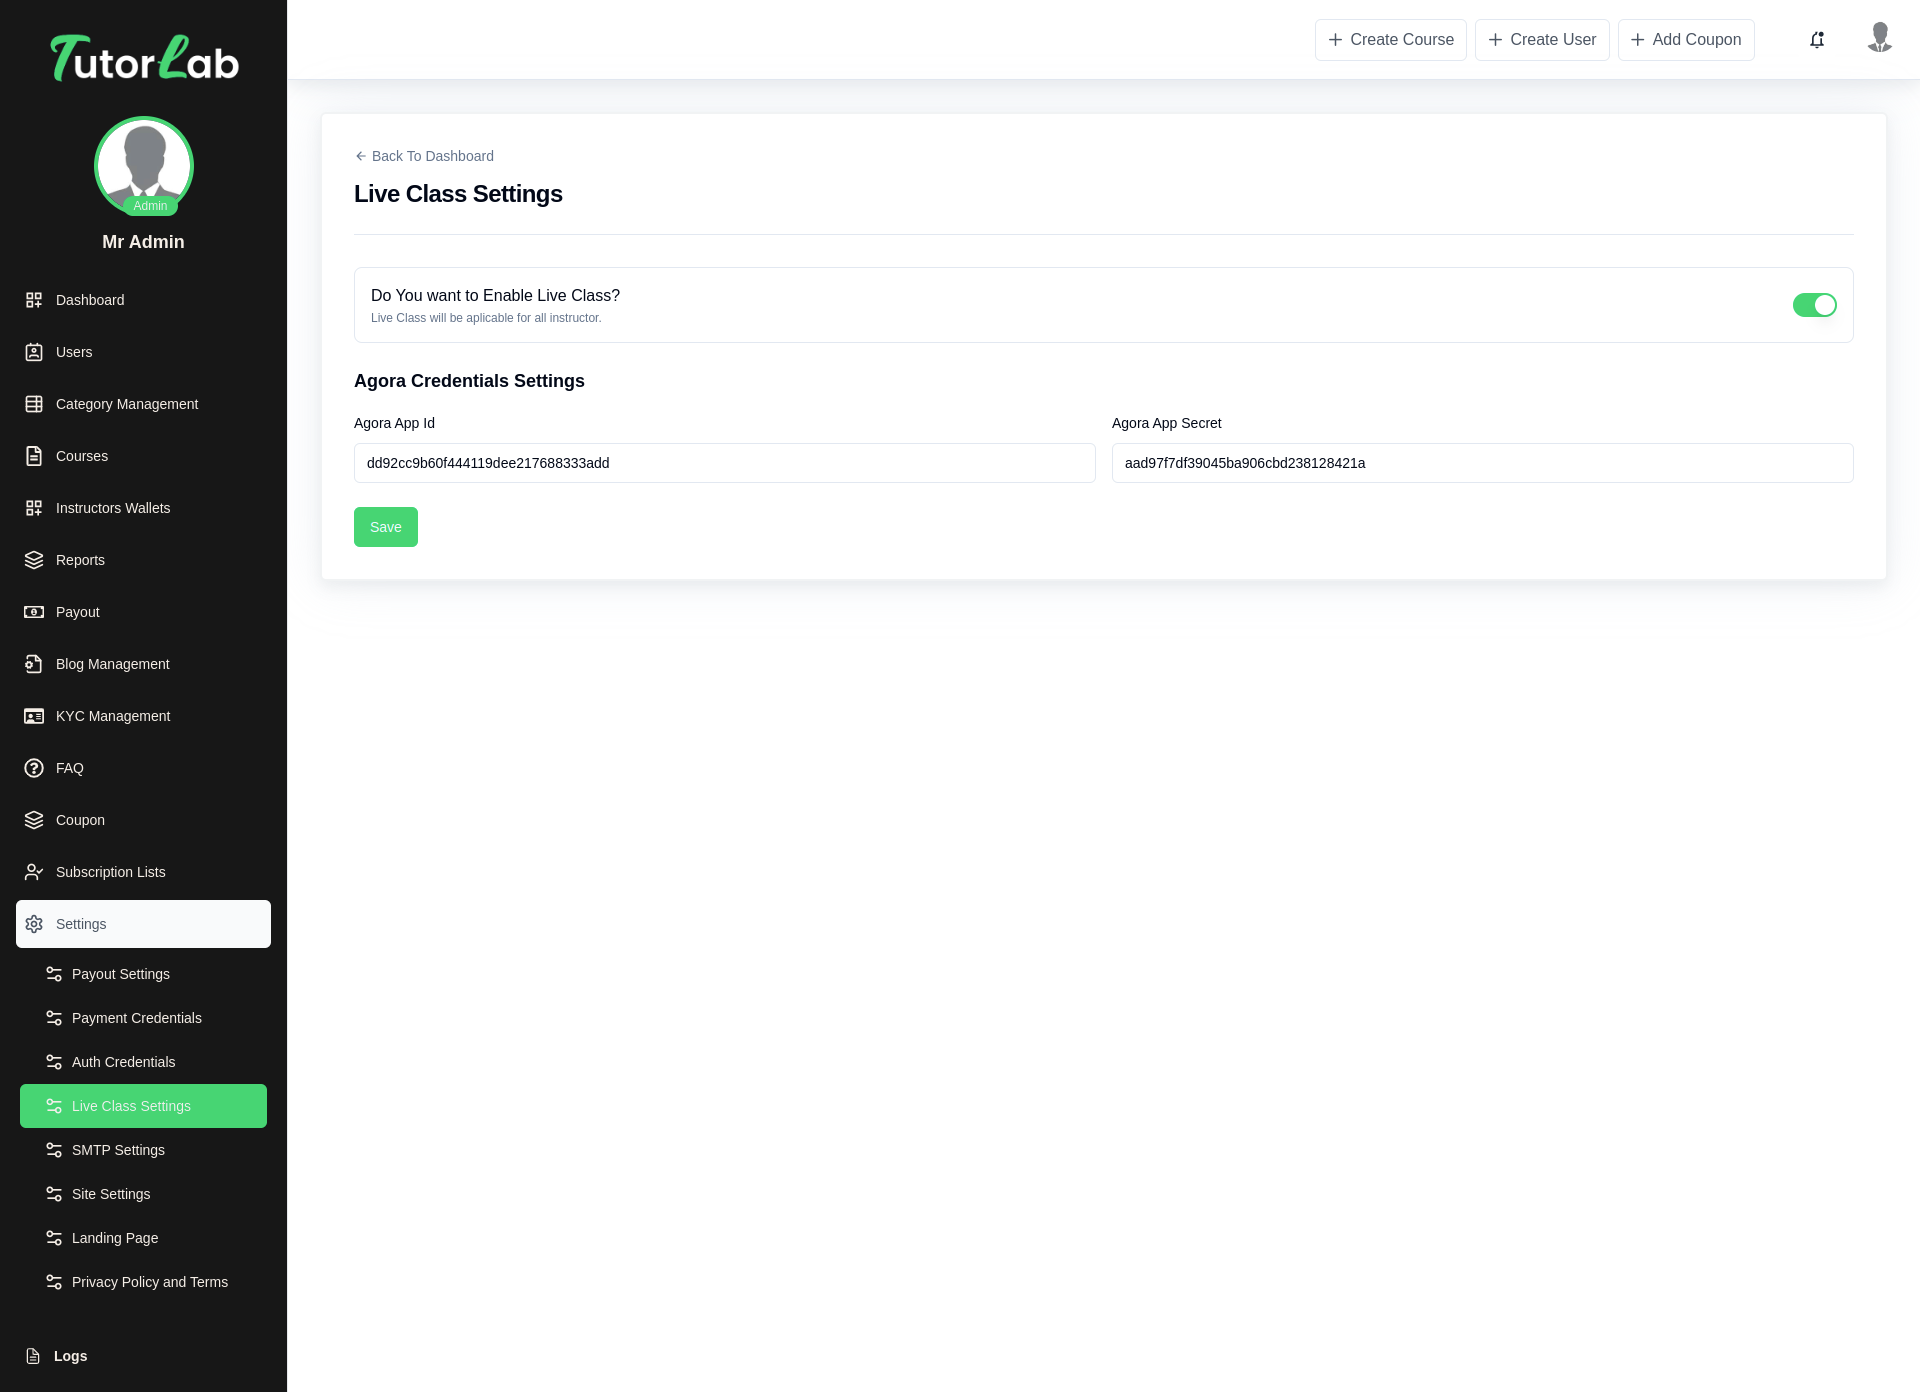 TutorLab
Admin
Mr Admin
Dashboard
Users
Category Management
Courses
Instructors Wallets
Reports
Payout
Blog Management
KYC Management
FAQ
Coupon
Subscription Lists
Settings
Payout Settings
Payment Credentials
Auth Credentials
Live Class Settings
SMTP Settings
Site Settings
Landing Page
Privacy Policy and Terms
Logs
Create Course
Create User
Add Coupon
Back To Dashboard
Live Class Settings
Do You want to Enable Live Class?
Live Class will be aplicable for all instructor.
Agora Credentials Settings
Agora App Id
dd92cc9b60f444119dee217688333add
Agora App Secret
aad97f7df39045ba906cbd238128421a
Save